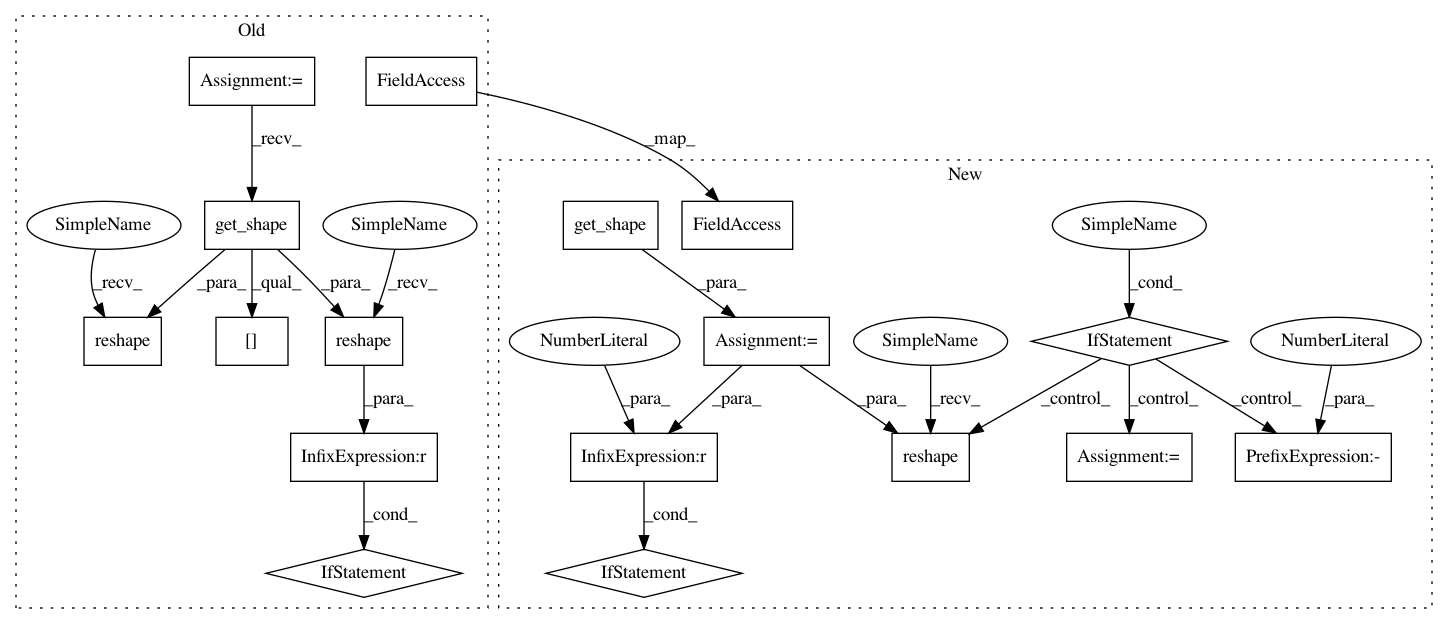 Old
Assignment:=
FieldAccess
_recv_
_map_
New
SimpleName
get_shape
SimpleName
get_shape
FieldAccess
SimpleName
_recv_
_para_
_qual_
_para_
_recv_
_para_
_cond_
reshape
[]
reshape
NumberLiteral
Assignment:=
SimpleName
IfStatement
NumberLiteral
_para_
_para_
_para_
_para_
_recv_
_control_
_control_
_control_
_para_
InfixExpression:r
InfixExpression:r
reshape
Assignment:=
PrefixExpression:-
_cond_
_cond_
IfStatement
IfStatement